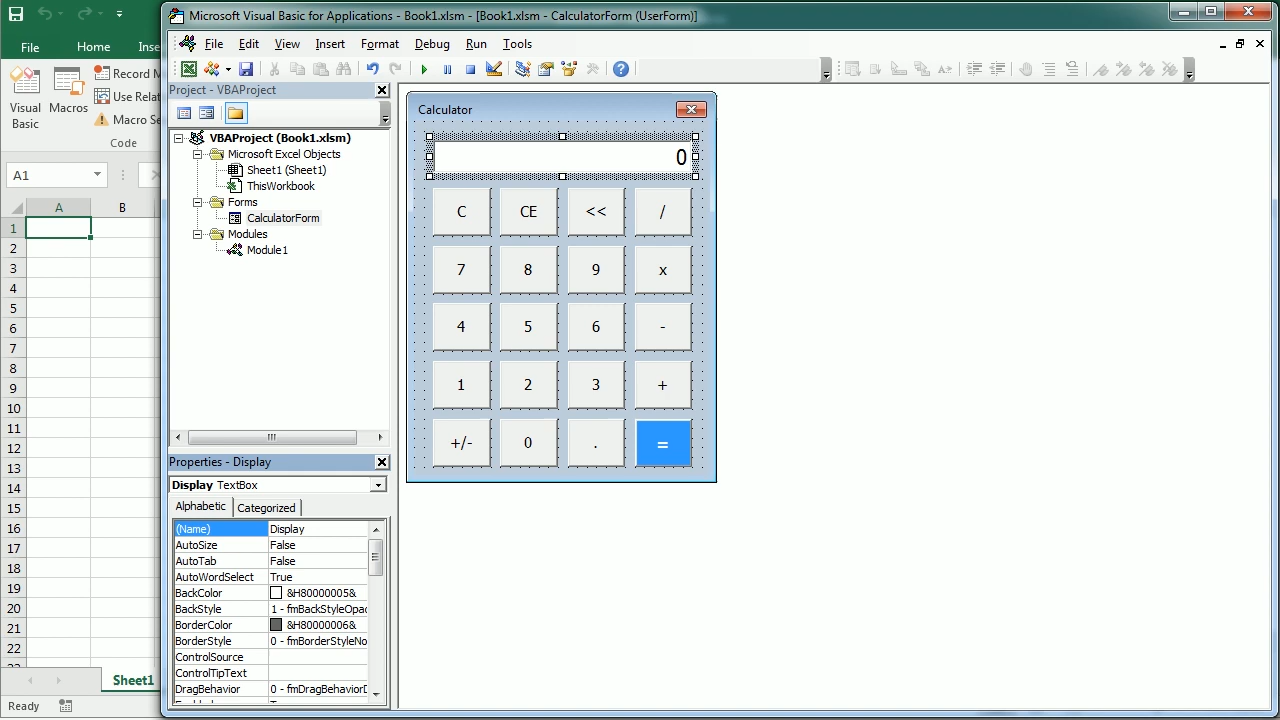 Microsoft Visual Basic for Applications - Book1.xlsm - [Book1.xlsm - CalculatorForm (UserForm)]
File Home Inse
File Edit View Insert Format Debug Run Tools
Record M
Use Rela
Macro Se
Visual Basic
Macros
Code
A1
A B
1
2
3
4
5
6
7
8
9
10
11
12
13
14
15
16
17
18
19
20
21
22
Sheet1
Ready
Project - VBAProject
VBAProject (Book1.xlsm)
Microsoft Excel Objects
Sheet1 (Sheet1)
ThisWorkbook
Forms
CalculatorForm
Modules
Module1
Properties - Display
Display TextBox
Alphabetic Categorized
(Name) Display
AutoSize False
AutoTab False
AutoWordSelect True
BackColor &H80000005&
BackStyle 1 - fmBackStyleOpac
BorderColor &H80000006&
BorderStyle 0 - fmBorderStyleNo
ControlSource
ControlTipText
DragBehavior 0 - fmDragBehaviorD
Calculator
0
C CE << /
7 8 9 x
4 5 6 -
1 2 3 +
+/- 0 . =